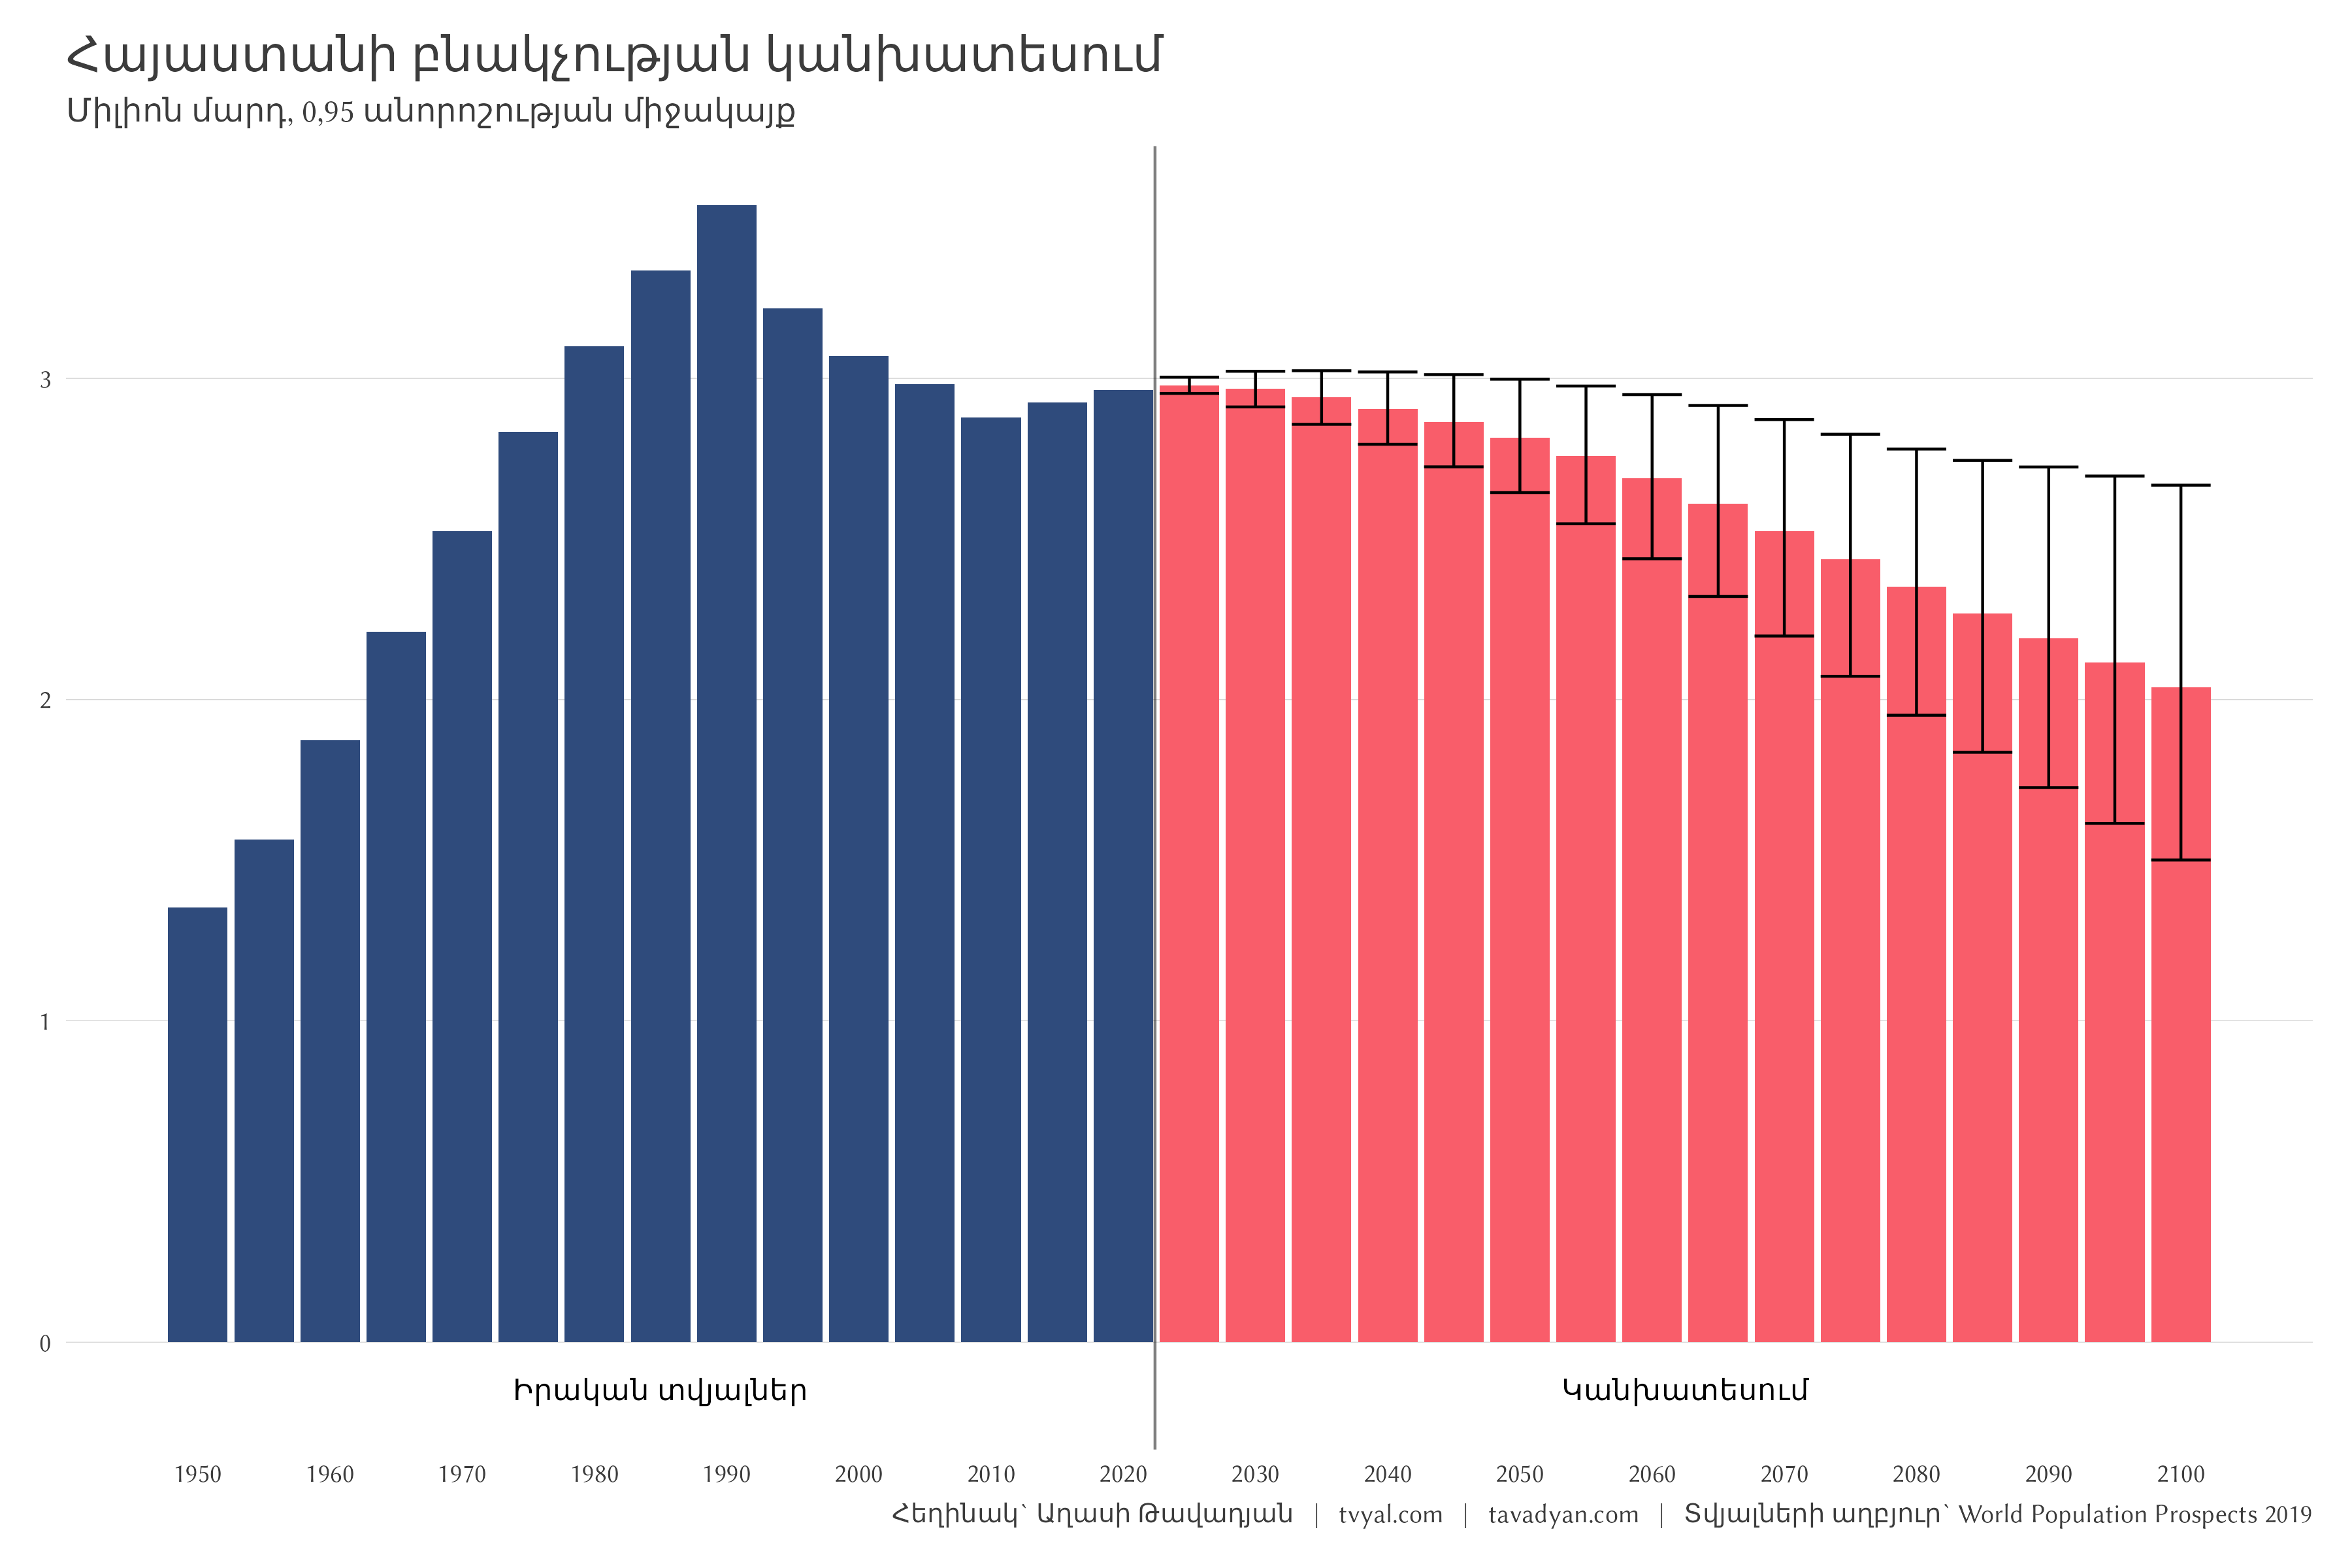 Հայաստանի բնակչության կանխատեսում
Միլիոն մարդ, 0,95 անորոշության միջակայք
3
2
1
0
Իրական տվյալներ
Կանխատեսում
1950 1960 1970 1980 1990 2000 2010 2020 2030 2040 2050 2060 2070 2080 2090 2100
Հեղինակ՝ Աղասի Թավադյան | tvyal.com | tavadyan.com | Տվյալների աղբյուր՝ World Population Prospects 2019